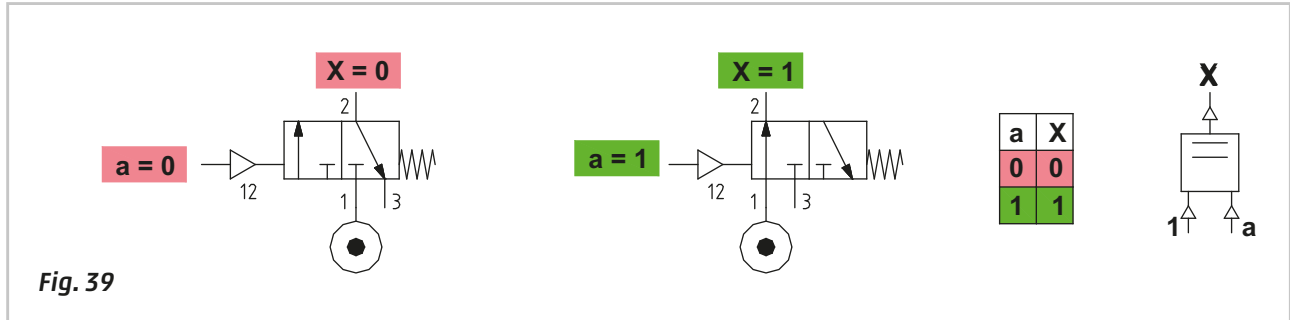 X = 0
2
a = 0
12
1
3
X = 1
2
a = 1
12
1
3
a X
0 0
1 1
X
1 a
Fig. 39